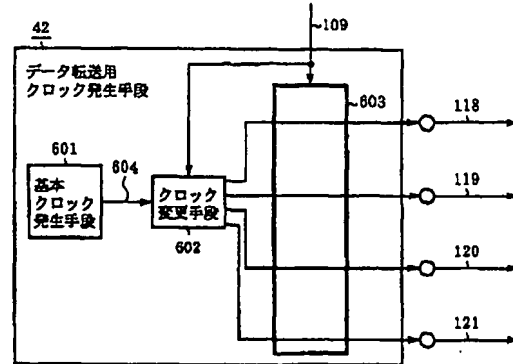 42
109
データ転送用
クロック発生手段
603
118
601
604
基本
クロック
発生手段
クロック
変更手段
602
119
120
121